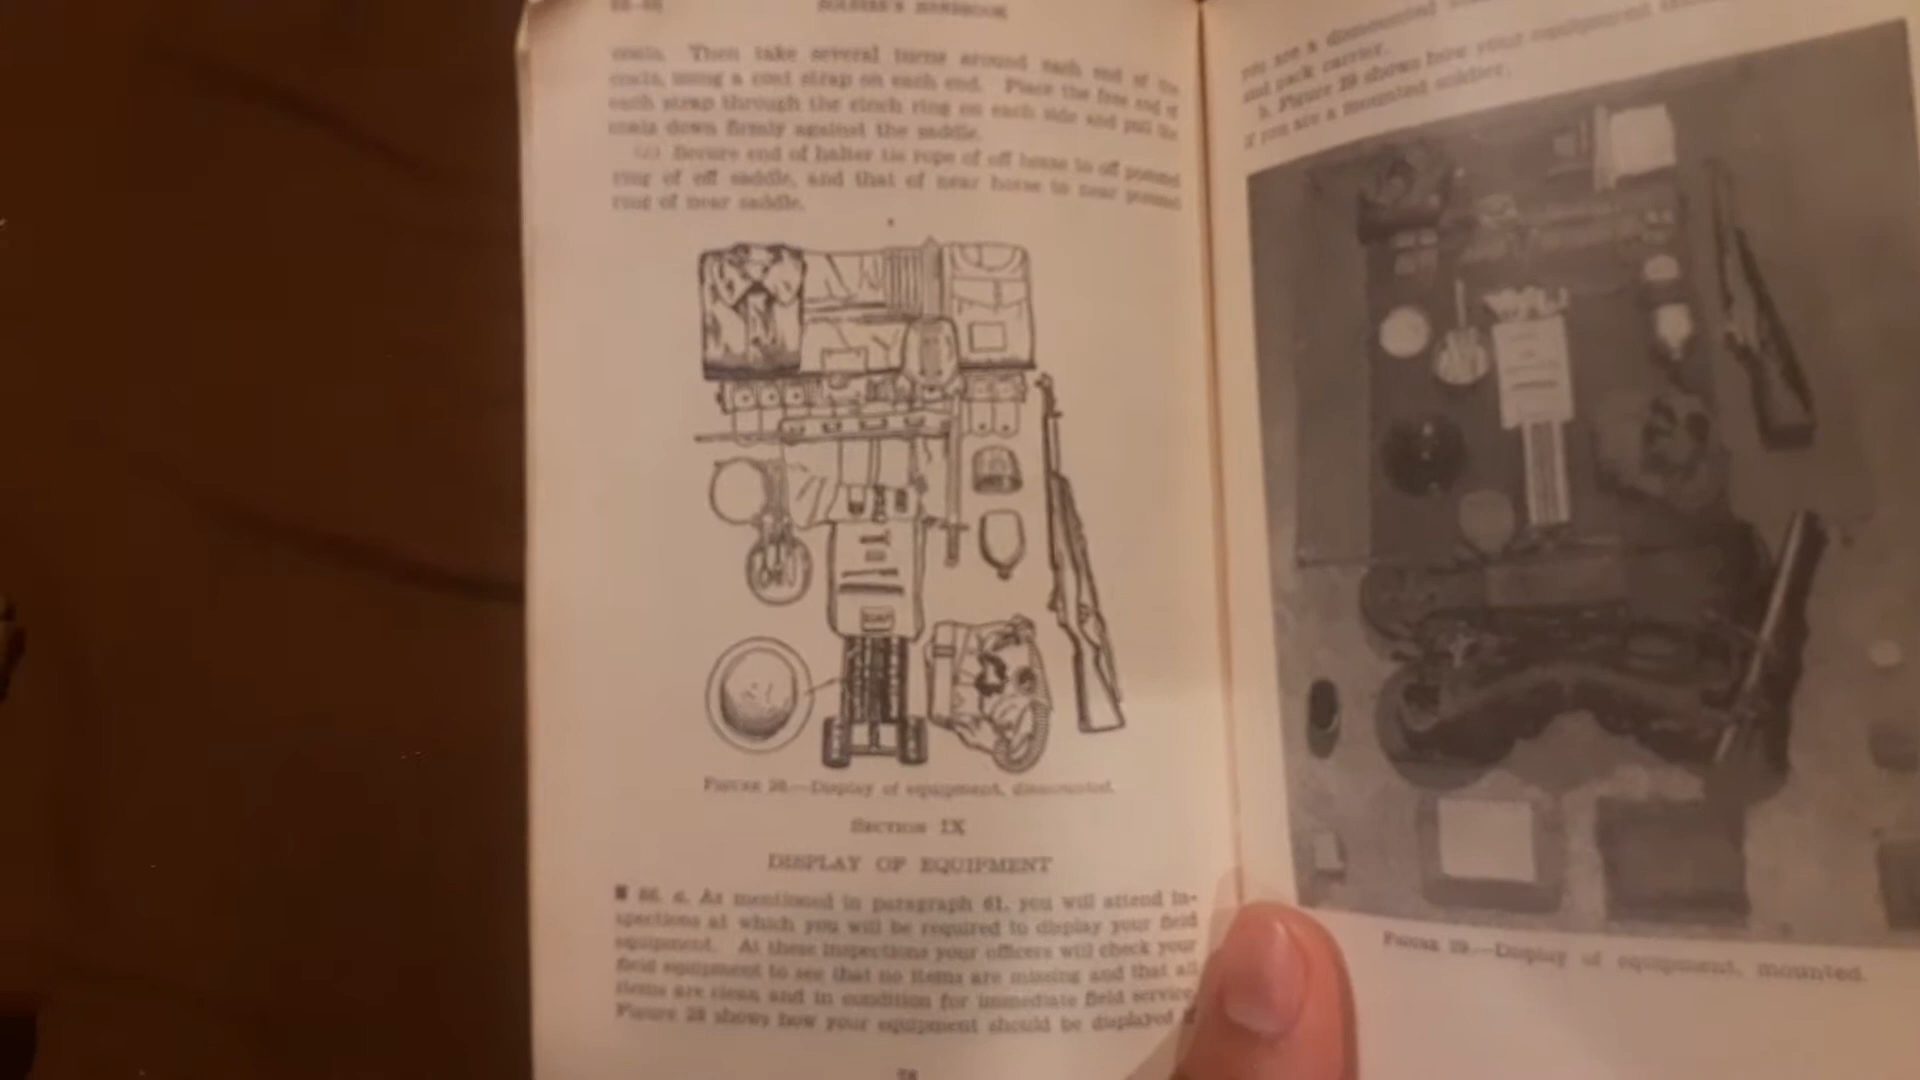 SOLDIER'S HANDBOOK
coats. Then take several turns around each end of the
coats, using a coat strap on each end. Place the free end of
each strap through the cinch ring on each side and pull the
coats down firmly against the saddle.
Secure end of halter tie rope of off horse to off pommel
ring of off saddle, and that of near horse to near pommel
ring of near saddle.
FIGURE 28.—Display of equipment, dismounted.
SECTION IX
DISPLAY OF EQUIPMENT
■ 66. a. As mentioned in paragraph 61, you will attend in-
spections at which you will be required to display your field
equipment. At these inspections your officers will check your
field equipment to see that no items are missing and that all
items are clean and in condition for immediate field service.
Figure 28 shows how your equipment should be displayed if
78
you are a dismounted
and pack carrier.
b. Figure 29 shows how your equipment
if you are a mounted soldier.
FIGURE 29.—Display of equipment, mounted.